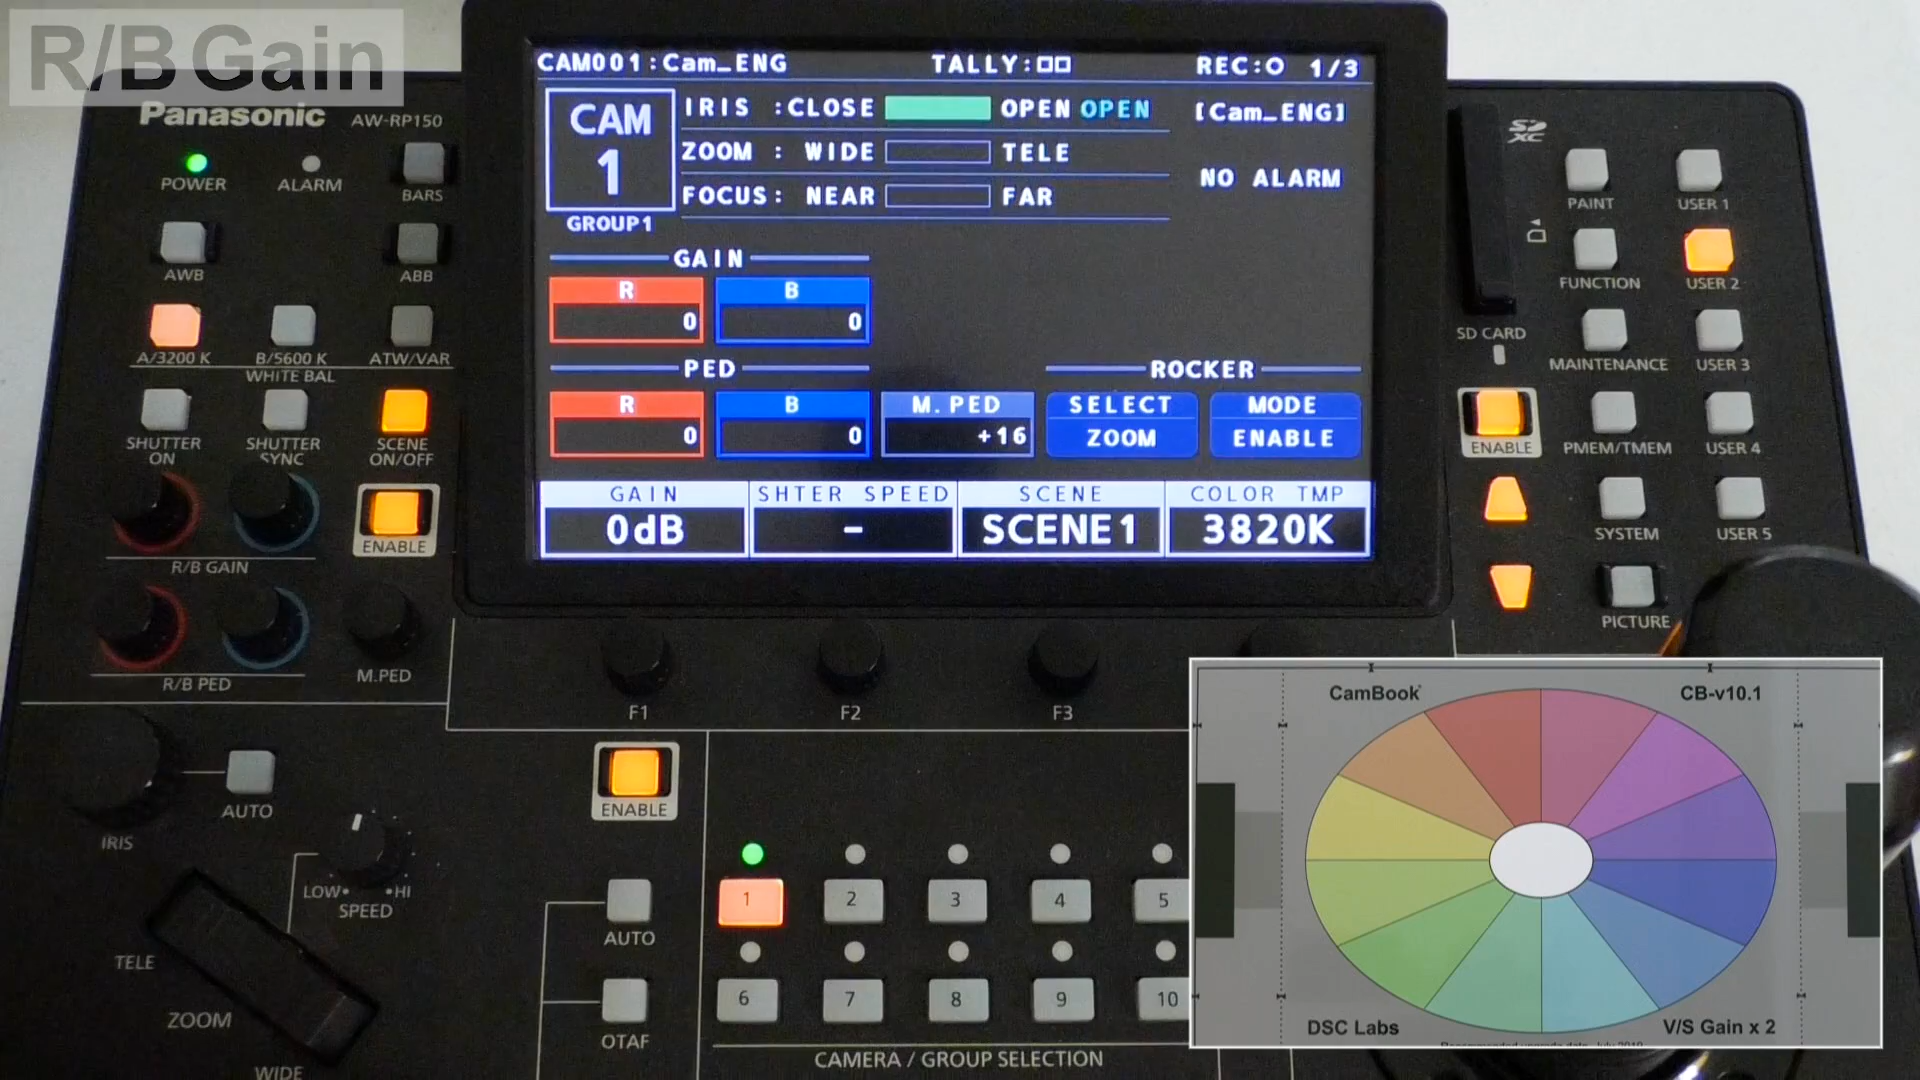 R/B Gain
Panasonic AW-RP150
POWER
ALARM
BARS
AWB
ABB
A/3200 K
B/5600 K
ATW/VAR
WHITE BAL
SHUTTER ON
SHUTTER SYNC
SCENE ON/OFF
ENABLE
R/B GAIN
R/B PED
M.PED
CAM001:Cam_ENG TALLY:□□ REC:O 1/3
CAM 1
GROUP1
IRIS :CLOSE OPEN OPEN
ZOOM : WIDE TELE
FOCUS: NEAR FAR
[Cam_ENG]
NO ALARM
GAIN
R 0
B 0
PED
R 0
B 0
M.PED +16
ROCKER
SELECT ZOOM
MODE ENABLE
GAIN SHTER SPEED SCENE COLOR TMP
0dB – SCENE1 3820K
SD XC
SD CARD
PAINT
USER 1
FUNCTION
USER 2
MAINTENANCE
USER 3
ENABLE
PMEM/TMEM
USER 4
SYSTEM
USER 5
PICTURE
F1
F2
F3
AUTO
IRIS
LOW
HI
SPEED
TELE
ZOOM
WIDE
ENABLE
AUTO
OTAF
1 2 3 4 5
6 7 8 9 10
CAMERA / GROUP SELECTION
CamBook
CB-v10.1
DSC Labs
V/S Gain x 2